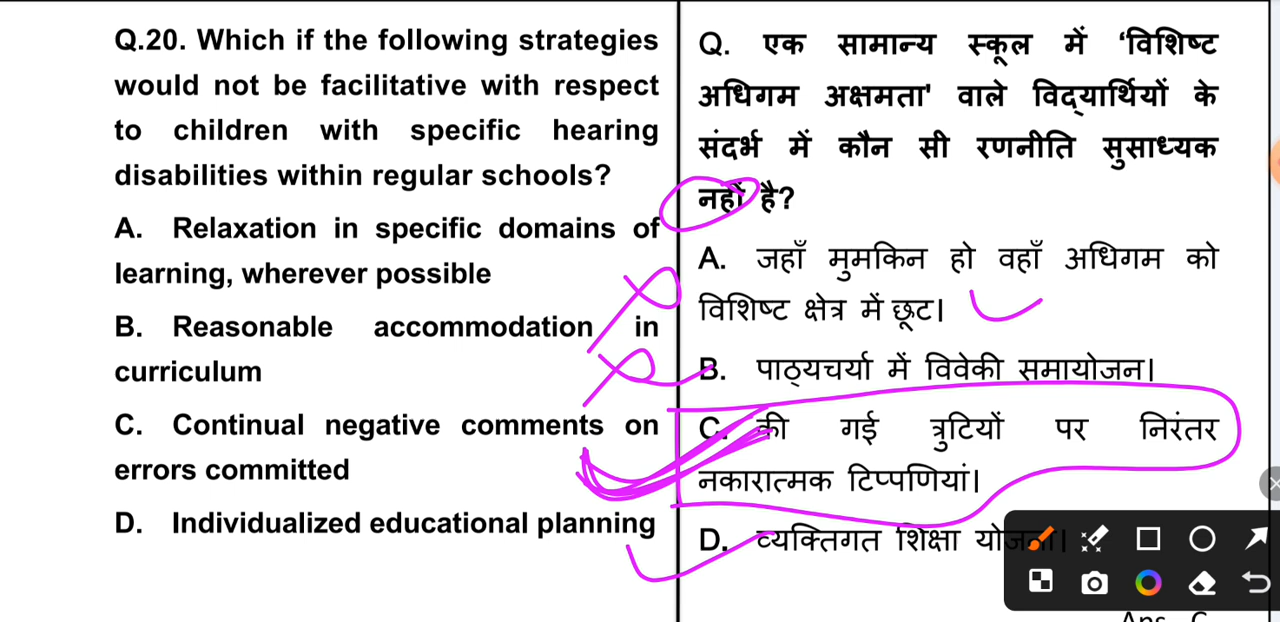 Q.20. Which if the following strategies
would not be facilitative with respect
to children with specific hearing
disabilities within regular schools?
A. Relaxation in specific domains of
learning, wherever possible
B. Reasonable accommodation in
curriculum
C. Continual negative comments on
errors committed
D. Individualized educational planning
Q. एक सामान्य स्कूल में ‘विशिष्ट
अधिगम अक्षमता' वाले विद्यार्थियों के
संदर्भ में कौन सी रणनीति सुसाध्यक
नहीं है?
A. जहाँ मुमकिन हो वहाँ अधिगम को
विशिष्ट क्षेत्र में छूट।
B. पाठ्यचर्या में विवेकी समायोजन।
C. की गई त्रुटियों पर निरंतर
नकारात्मक टिप्पणियां।
D. व्यक्तिगत शिक्षा योजना।